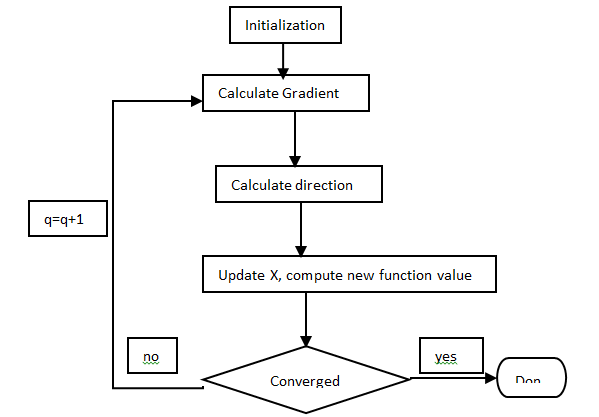 Initialization
Calculate Gradient
Calculate direction
q=q+1
Update X, compute new function value
no
yes
Converged
Don